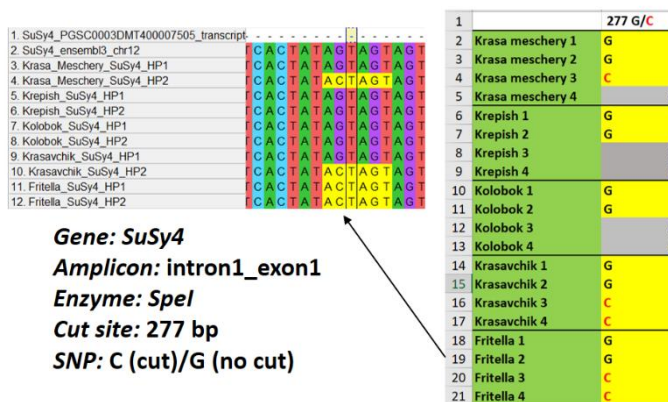 1. SuSy4_PGSC0003DMT400007505_transcript - - - - - - - - - - - - - - - -
2. SuSy4_ensembl3_chr12 T C A C T A T A G T A G T A G T
3. Krasa_Meschery_SuSy4_HP1 T C A C T A T A G T A G T A G T
4. Krasa_Meschery_SuSy4_HP2 T C A C T A T A C T A G T A G T
5. Krepish_SuSy4_HP1 T C A C T A T A G T A G T A G T
6. Krepish_SuSy4_HP2 T C A C T A T A G T A G T A G T
7. Kolobok_SuSy4_HP1 T C A C T A T A G T A G T A G T
8. Kolobok_SuSy4_HP2 T C A C T A T A G T A G T A G T
9. Krasavchik_SuSy4_HP1 T C A C T A T A G T A G T A G T
10. Krasavchik_SuSy4_HP2 T C A C T A T A C T A G T A G T
11. Fritella_SuSy4_HP1 T C A C T A T A C T A G T A G T
12. Fritella_SuSy4_HP2 T C A C T A T A C T A G T A G T
Gene: SuSy4
Amplicon: intron1_exon1
Enzyme: SpeI
Cut site: 277 bp
SNP: C (cut)/G (no cut)
1 277 G/C
2 Krasa meschery 1 G
3 Krasa meschery 2 G
4 Krasa meschery 3 C
5 Krasa meschery 4
6 Krepish 1 G
7 Krepish 2 G
8 Krepish 3
9 Krepish 4
10 Kolobok 1 G
11 Kolobok 2 G
12 Kolobok 3
13 Kolobok 4
14 Krasavchik 1 G
15 Krasavchik 2 G
16 Krasavchik 3 C
17 Krasavchik 4 C
18 Fritella 1 G
19 Fritella 2 G
20 Fritella 3 C
21 Fritella 4 C